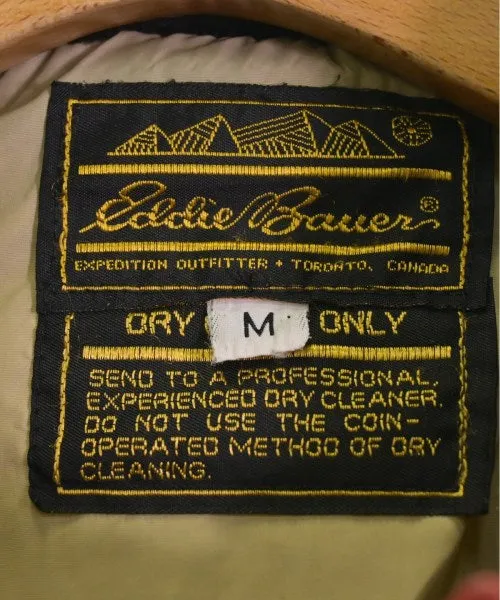 Eddie Bauer®
EXPEDITION OUTFITTER + TORONTO, CANADA
DRY ONLY
M
SEND TO A PROFESSIONAL,
EXPERIENCED DRY CLEANER.
DO NOT USE THE COIN-
OPERATED METHOD OF DRY
CLEANING.